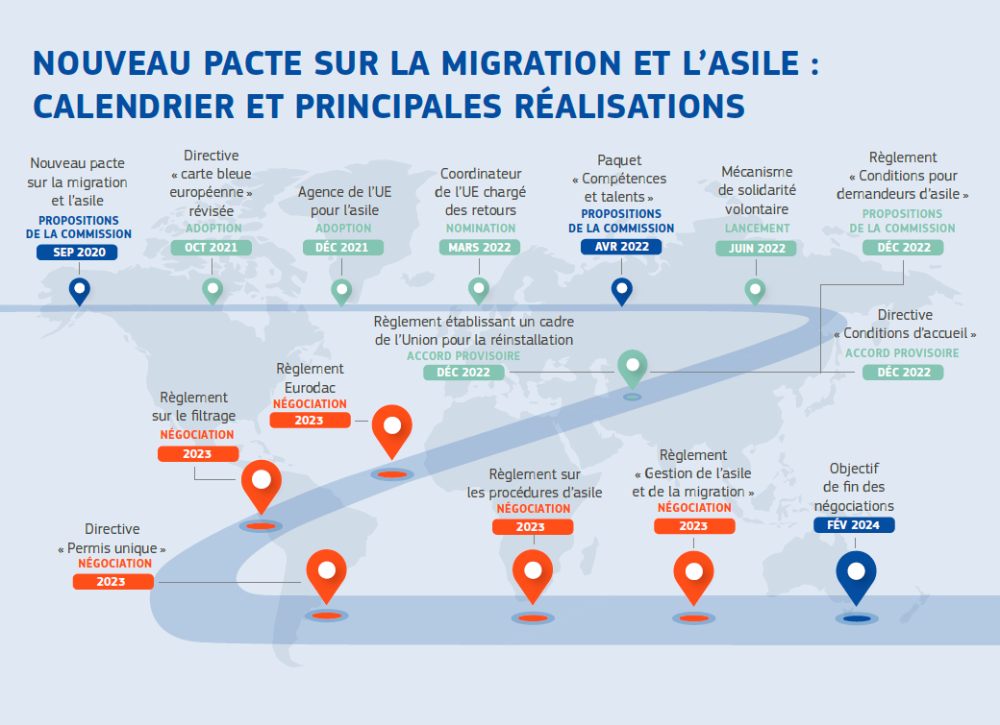 NOUVEAU PACTE SUR LA MIGRATION ET L’ASILE :
CALENDRIER ET PRINCIPALES RÉALISATIONS
Nouveau pacte
sur la migration
et l’asile
PROPOSITIONS
DE LA COMMISSION
SEP 2020
Directive
« carte bleue
européenne »
révisée
ADOPTION
OCT 2021
Agence de l’UE
pour l’asile
ADOPTION
DÉC 2021
Coordinateur
de l’UE chargé
des retours
NOMINATION
MARS 2022
Paquet
« Compétences
et talents »
PROPOSITIONS
DE LA COMMISSION
AVR 2022
Mécanisme
de solidarité
volontaire
LANCEMENT
JUIN 2022
Règlement
« Conditions pour
demandeurs d’asile »
PROPOSITIONS
DE LA COMMISSION
DÉC 2022
Directive
« Conditions d’accueil »
ACCORD PROVISOIRE
DÉC 2022
Règlement établissant un cadre
de l’Union pour la réinstallation
ACCORD PROVISOIRE
DÉC 2022
Règlement
Eurodac
NÉGOCIATION
2023
Règlement
sur le filtrage
NÉGOCIATION
2023
Directive
« Permis unique »
NÉGOCIATION
2023
Règlement sur
les procédures d’asile
NÉGOCIATION
2023
Règlement
« Gestion de l’asile
et de la migration »
NÉGOCIATION
2023
Objectif
de fin des
négociations
FÉV 2024